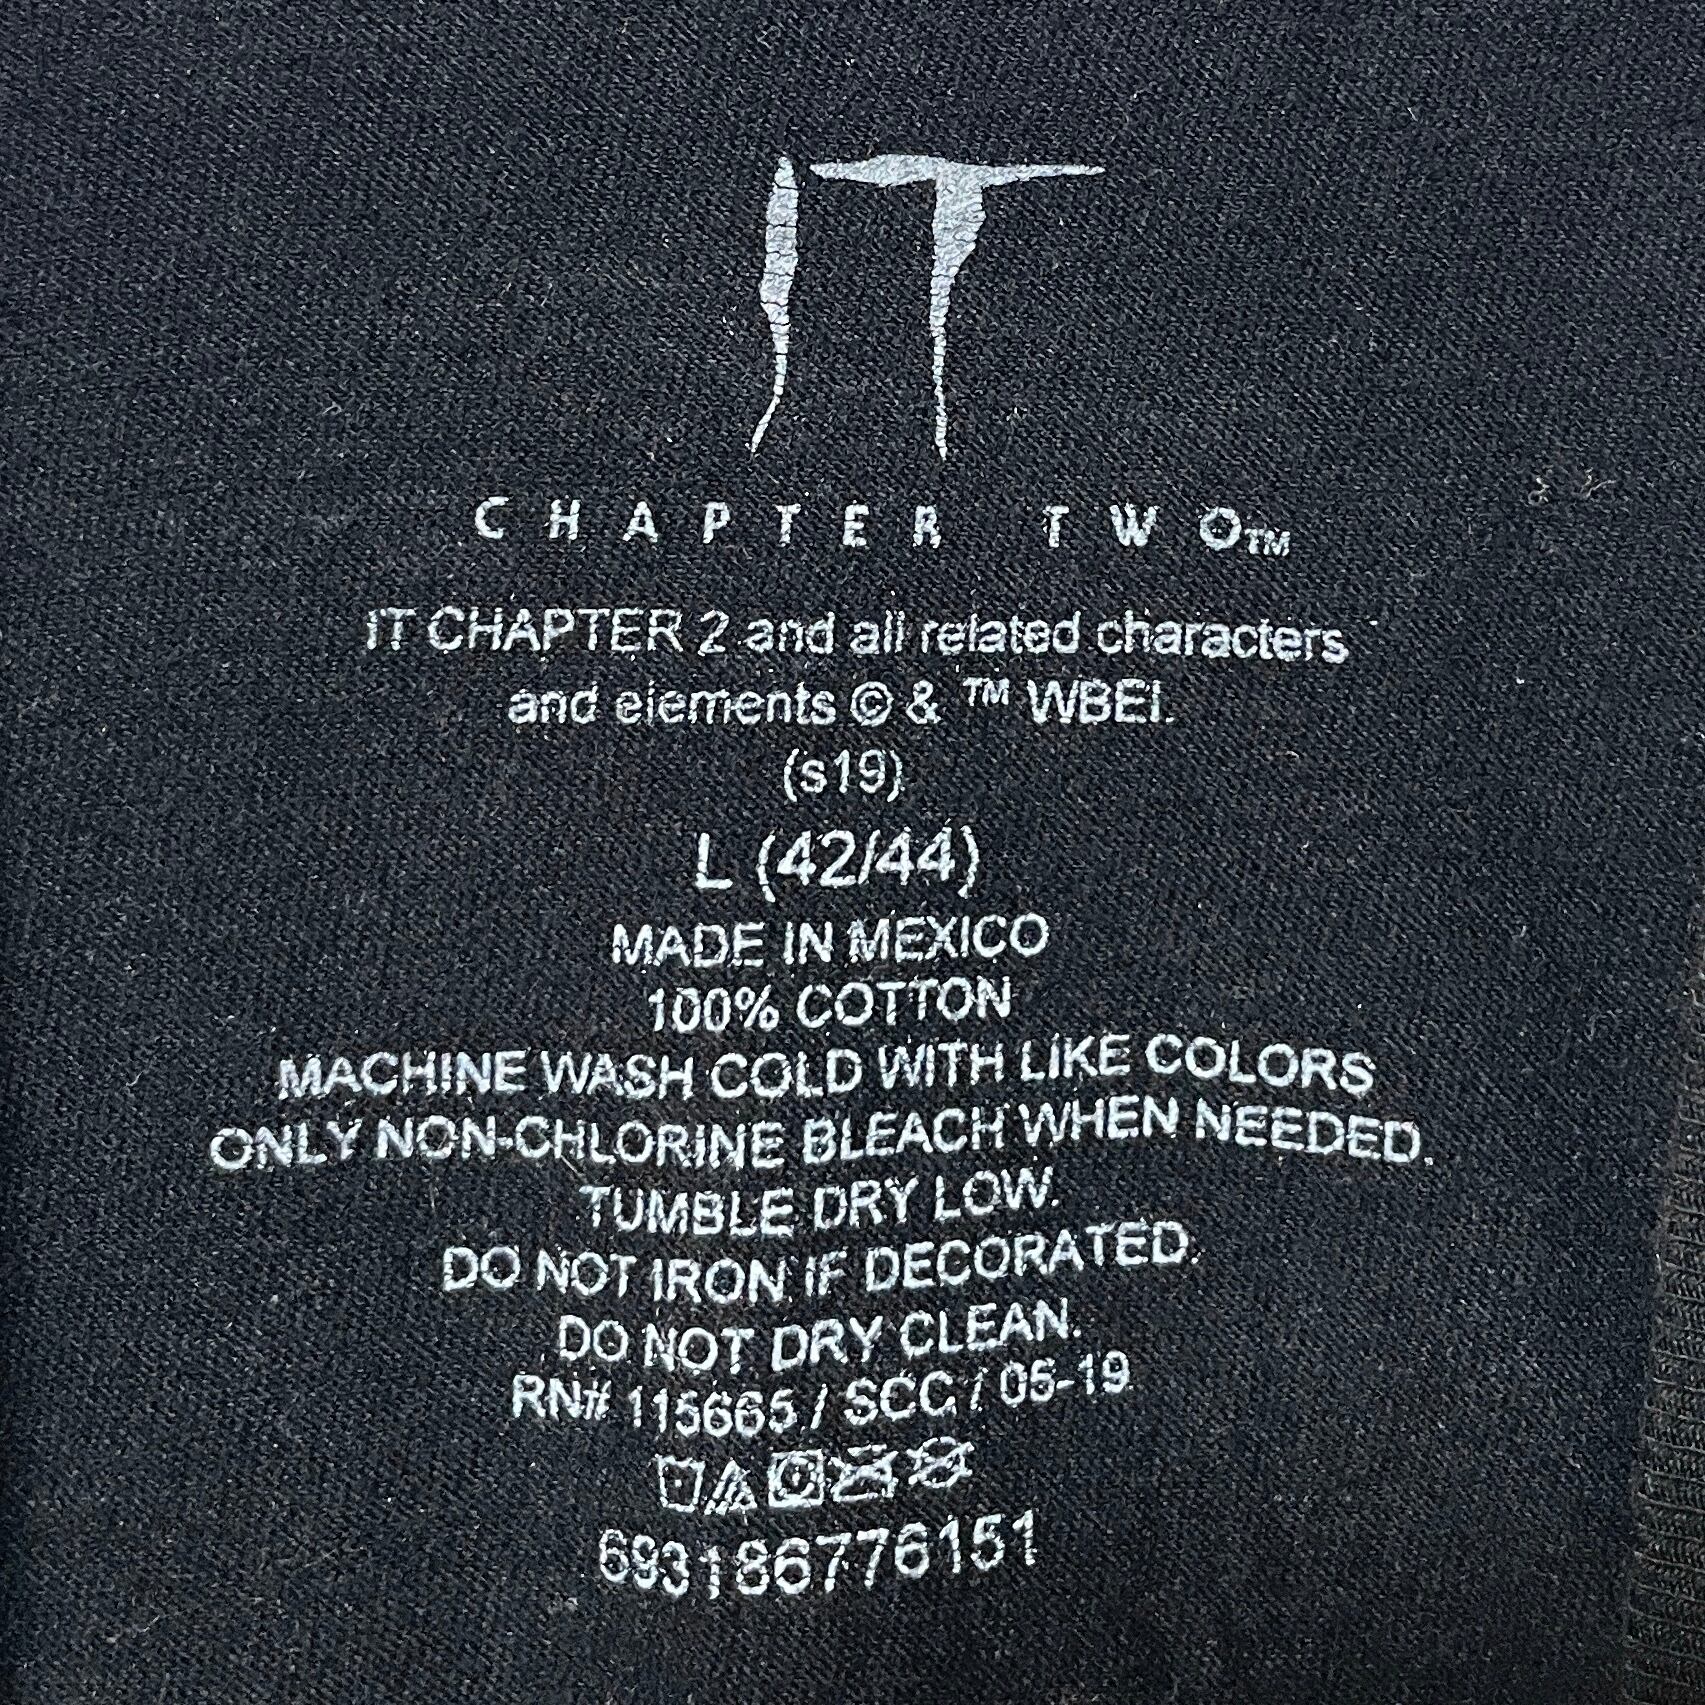 IT
CHAPTER TWO™
IT CHAPTER 2 and all related characters
and elements © & ™ WBEI.
(s19)
L (42/44)
MADE IN MEXICO
100% COTTON
MACHINE WASH COLD WITH LIKE COLORS
ONLY NON-CHLORINE BLEACH WHEN NEEDED.
TUMBLE DRY LOW.
DO NOT IRON IF DECORATED.
DO NOT DRY CLEAN.
RN# 115665 / SCC / 05-19
693186776151